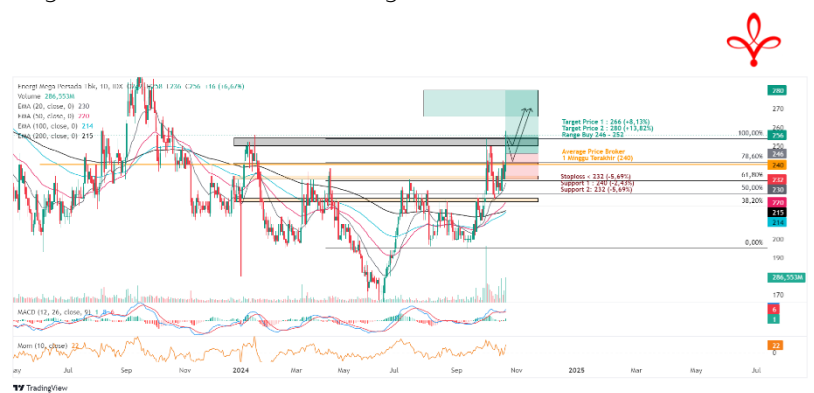 Energi Mega Persada Tbk, 1D, IDX
C256 +16 (+6,67%)
Volume 286,553M
EMA (20, close, 0) 230
EMA (50, close, 0) 220
EMA (100, close, 0) 214
EMA (200, close, 0) 215
Target Price 1 : 266 (+8,13%)
Target Price 2 : 280 (+13,82%)
Range Buy 246 - 252
Average Price Broker
1 Minggu Terakhir (240)
Stoploss < 232 (-5,69%)
Support 1 : 240 (-2,43%)
Support 2: 232 (-5,69%)
100,00%
78,60%
61,80%
50,00%
38,20%
0,00%
280
270
256
246
240
232
230
220
215
214
200
190
286,553M
170
MACD (12, 26, close, 9)
6
1
Mom (10, close) 22
22
0
Jul
Sep
Nov
2024
Mar
May
Jul
Sep
Nov
2025
Mar
May
Jul
TradingView